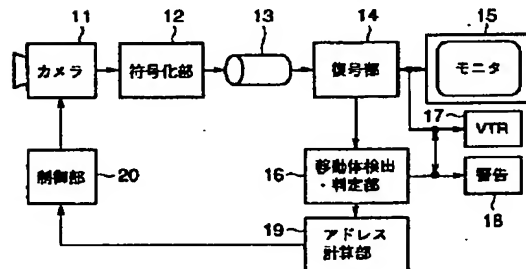 11
12
13
14
15
カメラ
符号化部
復号部
モニタ
17
VTR
制御部
20
16
移動体検出
・判定部
警告
18
19
アドレス
計算部